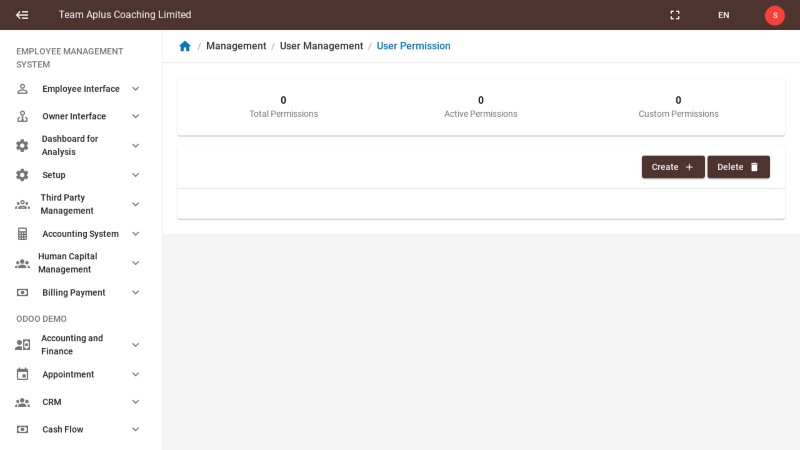 Team Aplus Coaching Limited
EN
S
EMPLOYEE MANAGEMENT
SYSTEM
Employee Interface
Owner Interface
Dashboard for
Analysis
Setup
Third Party
Management
Accounting System
Human Capital
Management
Billing Payment
ODOO DEMO
Accounting and
Finance
Appointment
CRM
Cash Flow
/ Management / User Management / User Permission
0
Total Permissions
0
Active Permissions
0
Custom Permissions
Create
Delete